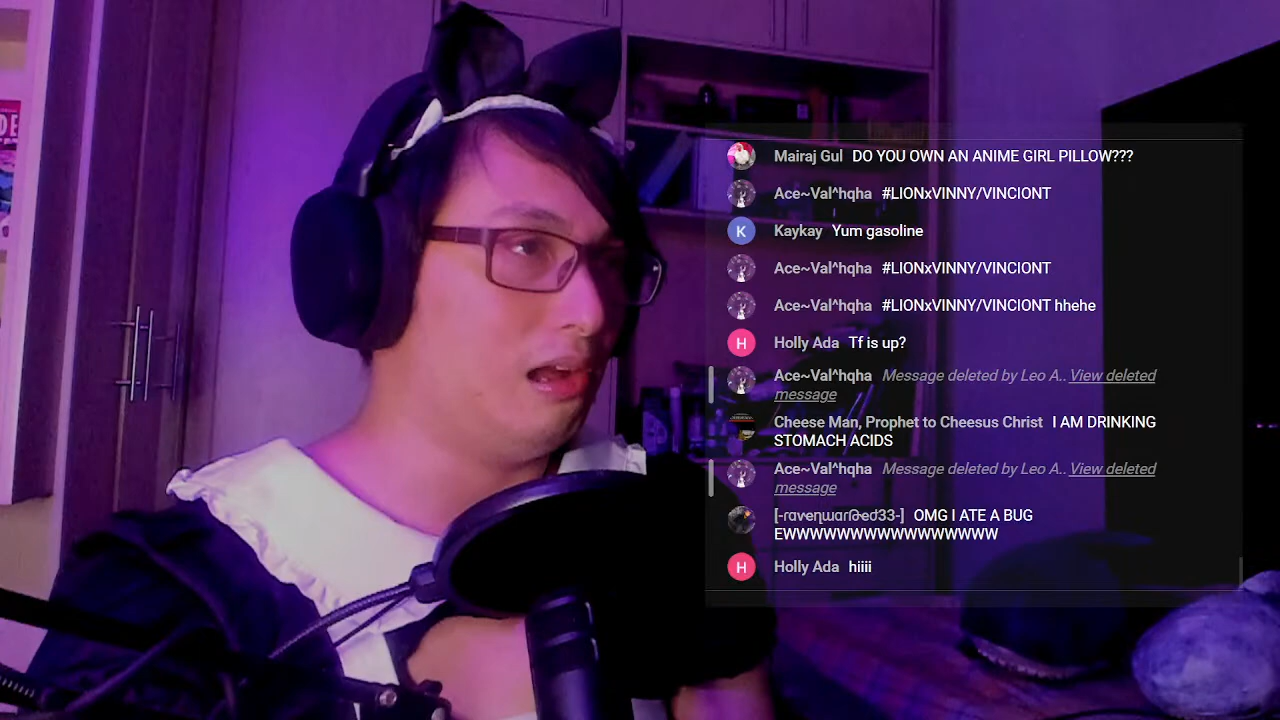 DE
Mairaj Gul DO YOU OWN AN ANIME GIRL PILLOW???
Ace~Val^hqha #LIONxVINNY/VINCIONT
K Kaykay Yum gasoline
Ace~Val^hqha #LIONxVINNY/VINCIONT
Ace~Val^hqha #LIONxVINNY/VINCIONT hhehe
H Holly Ada Tf is up?
Ace~Val^hqha Message deleted by Leo A.. View deleted
message
Cheese Man, Prophet to Cheesus Christ I AM DRINKING
STOMACH ACIDS
Ace~Val^hqha Message deleted by Leo A.. View deleted
message
OMG I ATE A BUG
EWWWWWWWWWWWWWWWWW
H Holly Ada hiiii